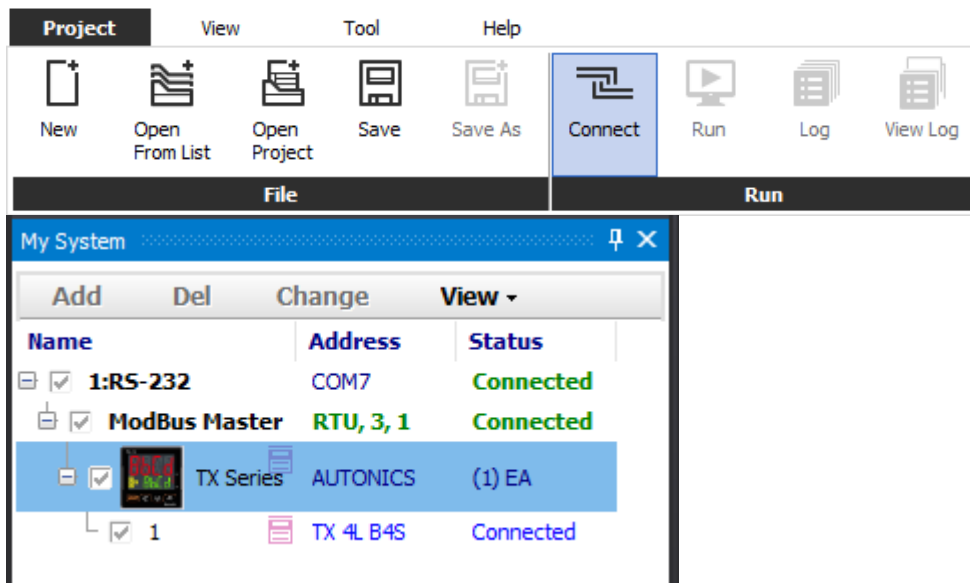 Project View Tool Help
New Open From List Open Project Save Save As Connect Run Log View Log
File Run
My System
Add Del Change View
Name Address Status
1:RS-232 COM7 Connected
ModBus Master RTU, 3, 1 Connected
TX Series AUTONICS (1) EA
1 TX 4L B4S Connected